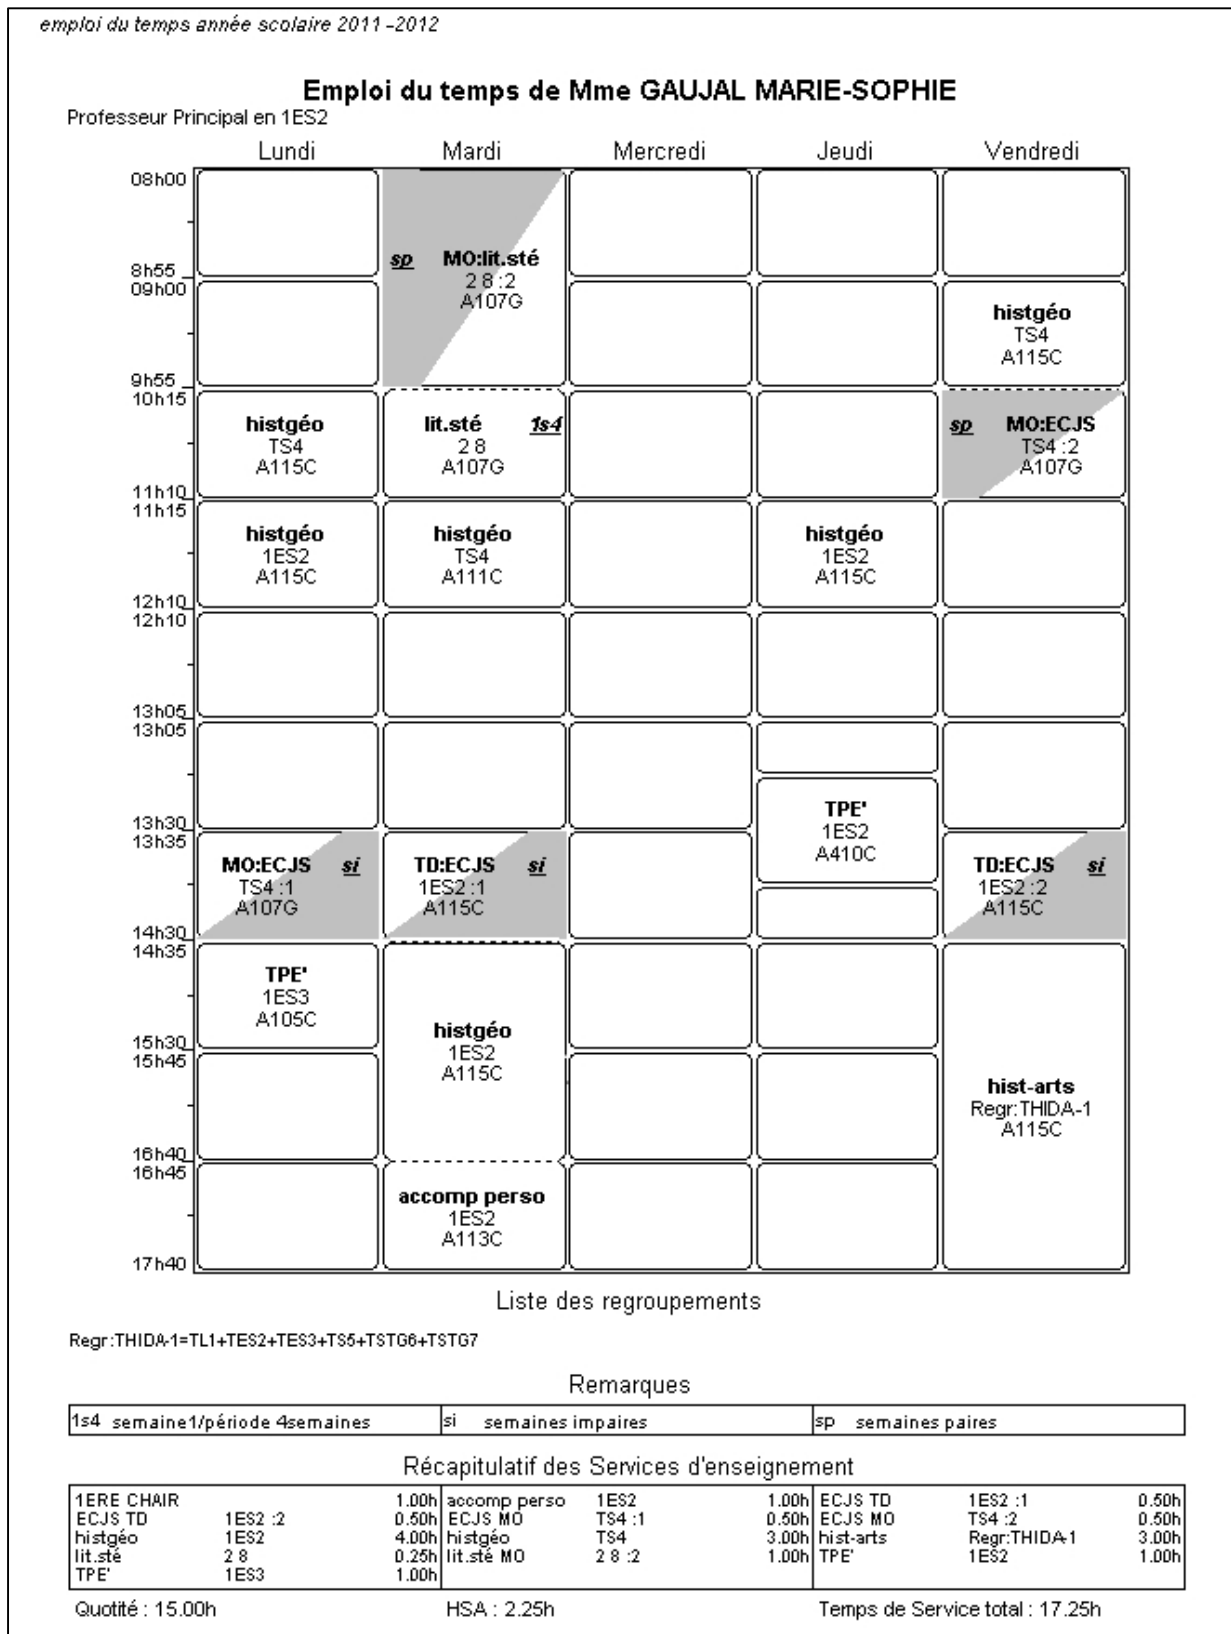 emploi du temps année scolaire 2011 -2012
Emploi du temps de Mme GAUJAL MARIE-SOPHIE
Professeur Principal en 1ES2
Lundi Mardi Mercredi Jeudi Vendredi
08h00
sp MO:lit.sté
2 8 :2
A107G
8h55
09h00
histgéo
TS4
A115C
9h55
10h15
histgéo
TS4
A115C
lit.sté 1s4
2 8
A107G
sp MO:ECJS
TS4 :2
A107G
11h10
11h15
histgéo
1ES2
A115C
histgéo
TS4
A111C
histgéo
1ES2
A115C
12h10
12h10
13h05
13h05
TPE'
1ES2
A410C
13h30
13h35
MO:ECJS si
TS4 :1
A107G
TD:ECJS si
1ES2 :1
A115C
TD:ECJS si
1ES2 :2
A115C
14h30
14h35
TPE'
1ES3
A105C
histgéo
1ES2
A115C
hist-arts
Regr:THIDA-1
A115C
15h30
15h45
16h40
16h45
accomp perso
1ES2
A113C
17h40
Liste des regroupements
Regr:THIDA-1=TL1+TES2+TES3+TS5+TSTG6+TSTG7
Remarques
1s4 semaine1/période 4semaines si semaines impaires sp semaines paires
Récapitulatif des Services d'enseignement
1ERE CHAIR 1.00h accomp perso 1ES2 1.00h ECJS TD 1ES2 :1 0.50h
ECJS TD 1ES2 :2 0.50h ECJS MO TS4 :1 0.50h ECJS MO TS4 :2 0.50h
histgéo 1ES2 4.00h histgéo TS4 3.00h hist-arts Regr:THIDA-1 3.00h
lit.sté 2 8 0.25h lit.sté MO 2 8 :2 1.00h TPE' 1ES2 1.00h
TPE' 1ES3 1.00h
Quotité : 15.00h HSA : 2.25h Temps de Service total : 17.25h